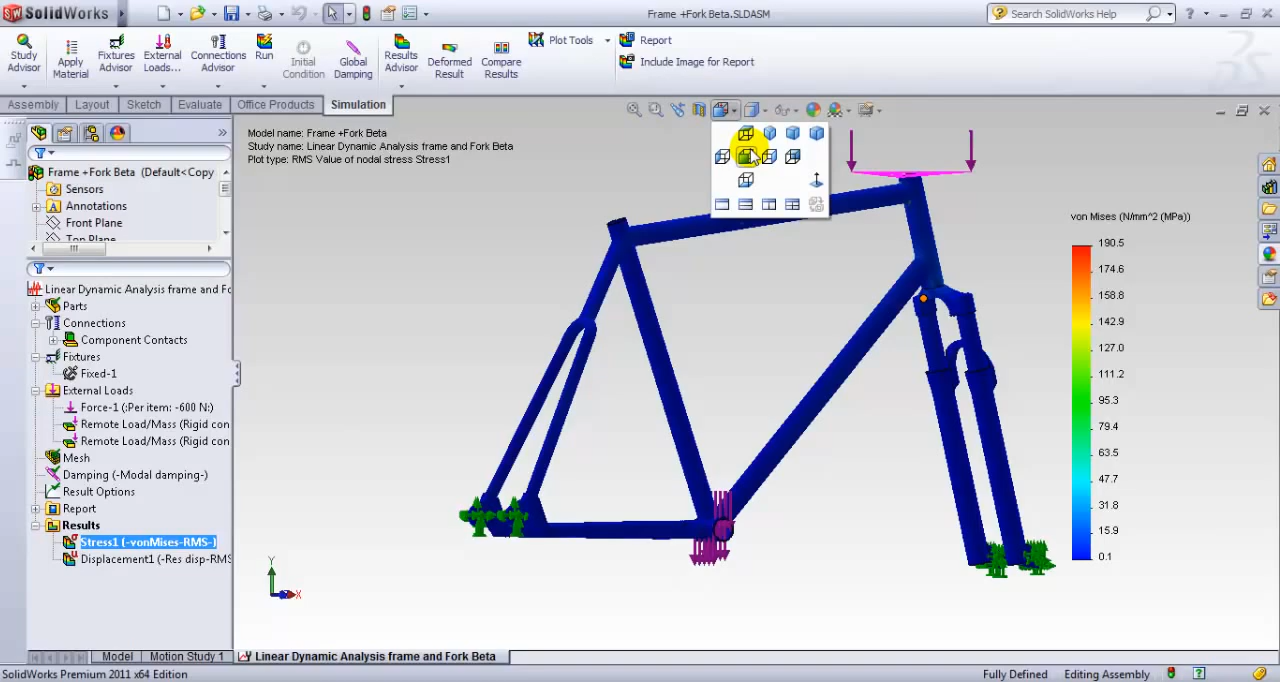 SolidWorks
Frame +Fork Beta.SLDASM
Search SolidWorks Help
Study Advisor
Apply Material
Fixtures Advisor
External Loads...
Connections Advisor
Run
Initial Condition
Global Damping
Results Advisor
Deformed Result
Compare Results
Plot Tools
Report
Include Image for Report
Assembly
Layout
Sketch
Evaluate
Office Products
Simulation
Frame +Fork Beta (Default<Copy
Sensors
Annotations
Front Plane
Top Plane
Linear Dynamic Analysis frame and Fo
Parts
Connections
Component Contacts
Fixtures
Fixed-1
External Loads
Force-1 (:Per item: -600 N:)
Remote Load/Mass (Rigid con
Remote Load/Mass (Rigid con
Mesh
Damping (-Modal damping-)
Result Options
Report
Results
Stress1 (-vonMises-RMS-)
Displacement1 (-Res disp-RMS
Model name: Frame +Fork Beta
Study name: Linear Dynamic Analysis frame and Fork Beta
Plot type: RMS Value of nodal stress Stress1
von Mises (N/mm^2 (MPa))
190.5
174.6
158.8
142.9
127.0
111.2
95.3
79.4
63.5
47.7
31.8
15.9
0.1
Y
X
Model
Motion Study 1
Linear Dynamic Analysis frame and Fork Beta
SolidWorks Premium 2011 x64 Edition
Fully Defined
Editing Assembly